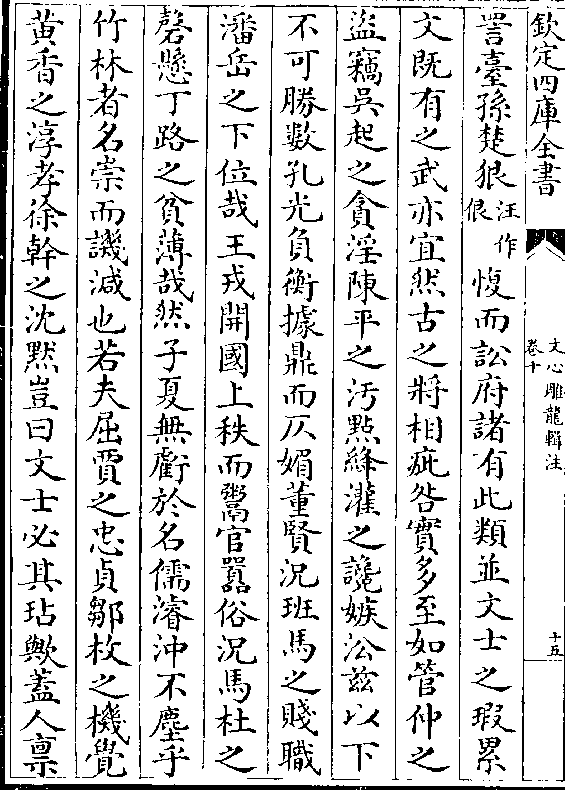 欽定四庫全書
詈臺孫楚狠汪作佷愎而訟府諸有此類並文士之瑕累
文既有之武亦宜然古之將相疵咎實多至如管仲之
盜竊吳起之貪淫陳平之汚點絳灌之讒嫉沿兹以下
不可勝數孔光負衡據鼎而仄媚董賢況班馬之賤職
潘岳之下位哉王戎開國上秩而鬻官囂俗況馬杜之
磬懸丁路之貧薄哉然子夏無虧於名儒濬沖不塵乎
竹林者名崇而譏減也若夫屈賈之忠貞鄒枚之機覺
黃香之淳孝徐幹之沈默豈曰文士必其玷歟蓋人禀
文心雕龍輯注
卷十
十五